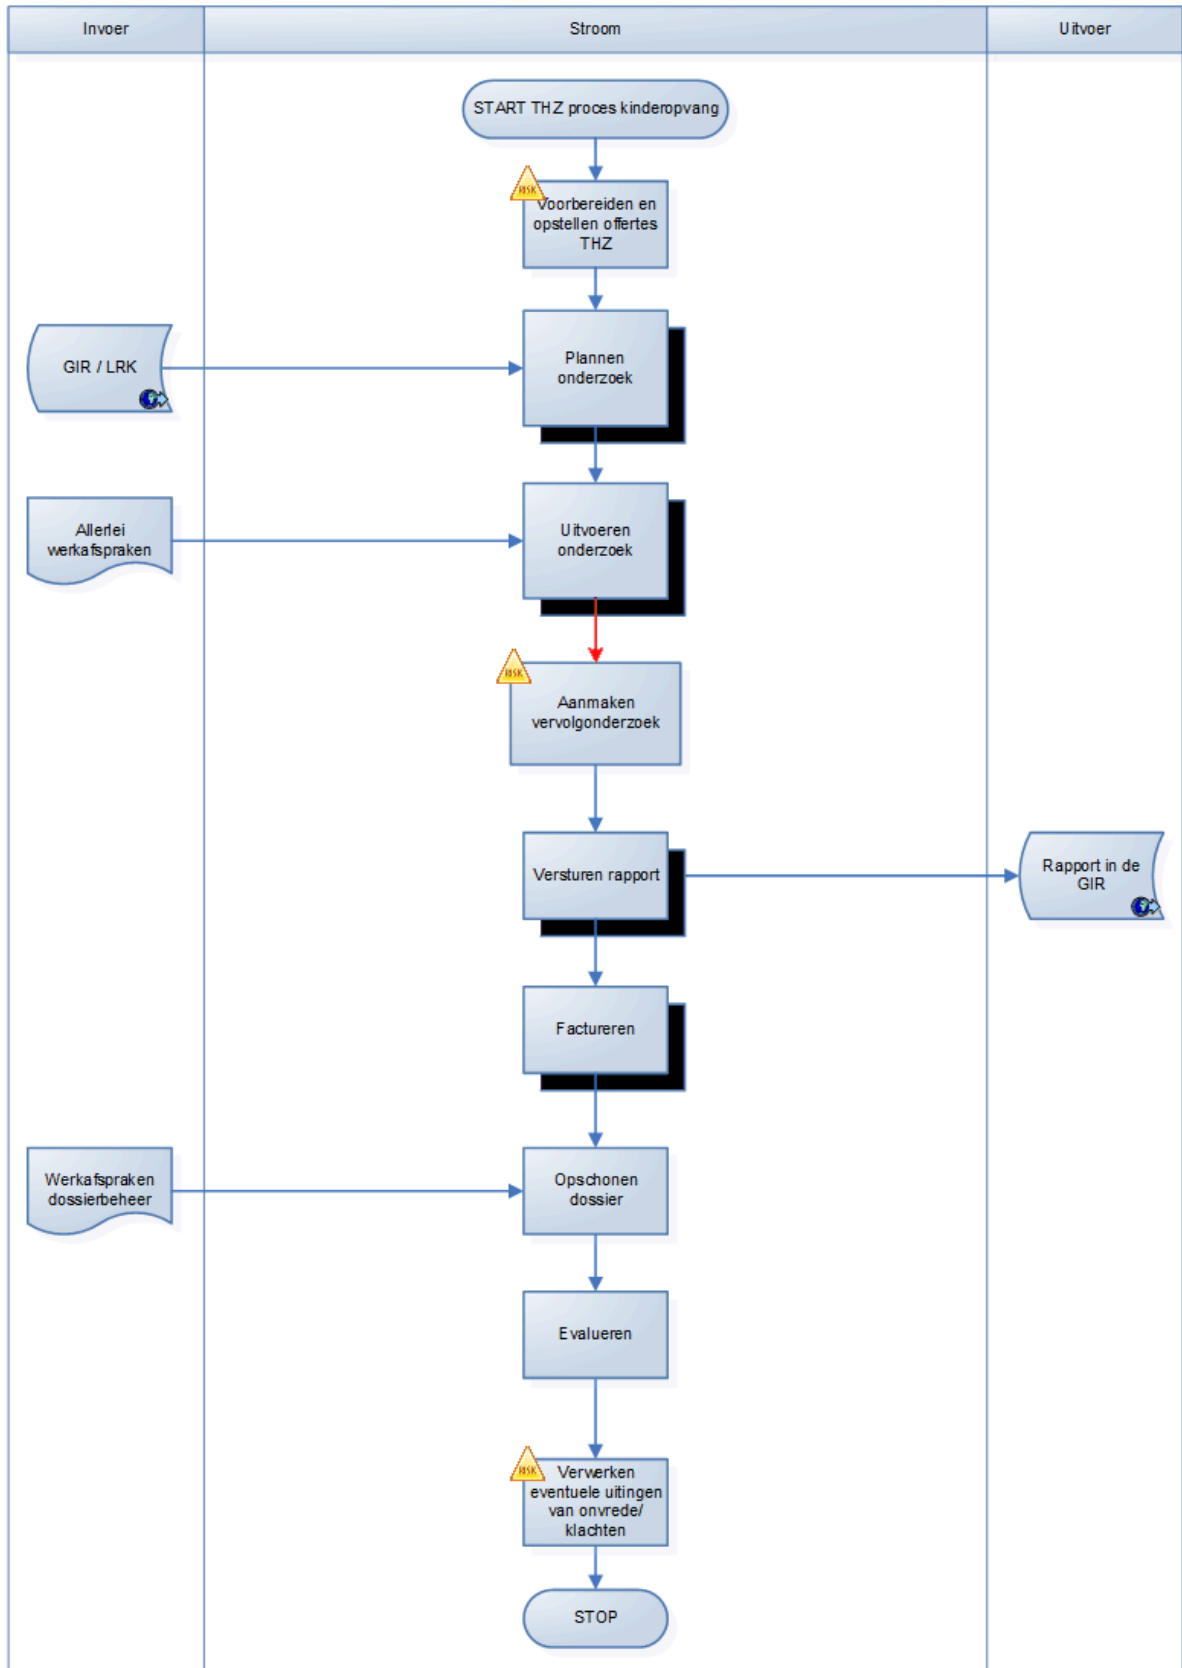 Invoer
Stroom
Uitvoer
START THZ proces kinderopvang
RISK
Voorbereiden en
opstellen offertes
THZ
GIR / LRK
Plannen
onderzoek
Allerlei
werkafspraken
Uitvoeren
onderzoek
RISK
Aanmaken
vervolgonderzoek
Versturen rapport
Rapport in de
GIR
Factureren
Werkafspraken
dossierbeheer
Opschonen
dossier
Evalueren
RISK
Verwerken
eventuele uitingen
van onvrede/
klachten
STOP